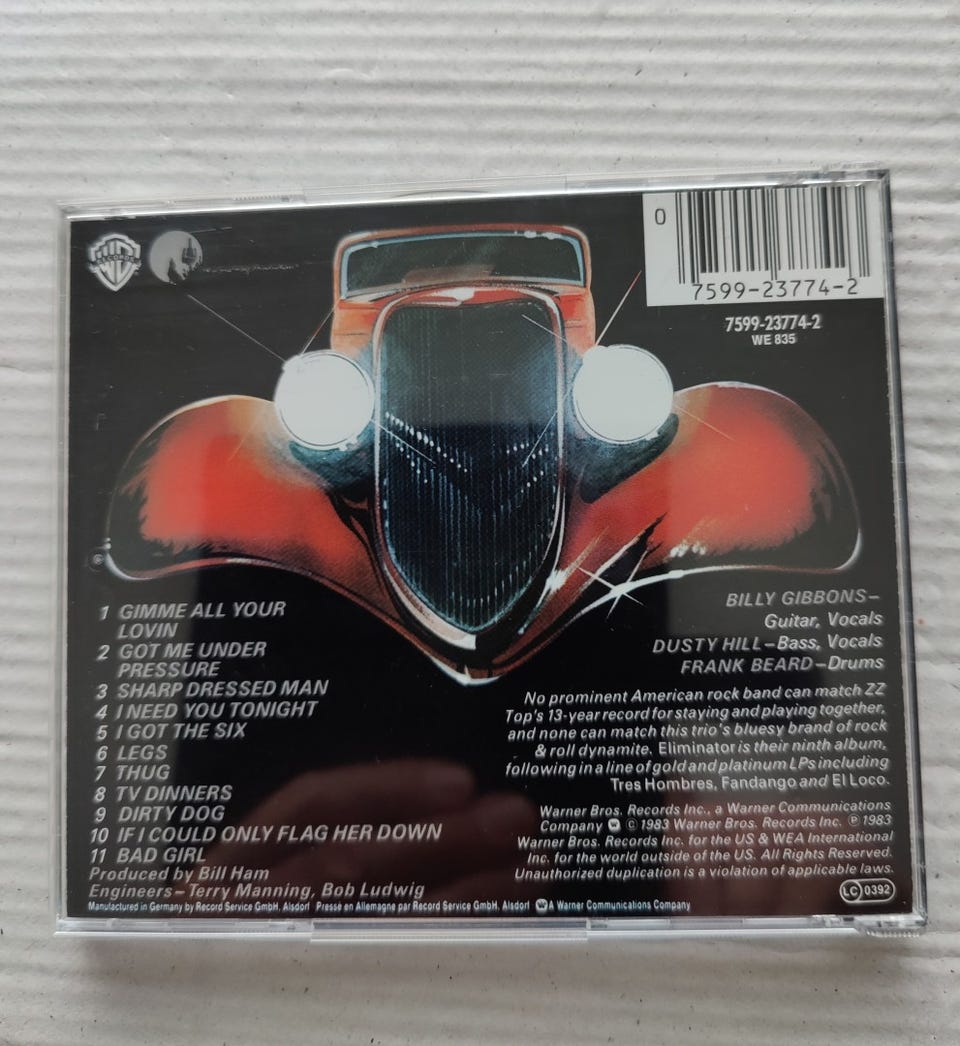 RECORDS
0
7599-23774-2
7599-23774-2
WE 835
1 GIMME ALL YOUR
LOVIN
2 GOT ME UNDER
PRESSURE
3 SHARP DRESSED MAN
4 I NEED YOU TONIGHT
5 I GOT THE SIX
6 LEGS
7 THUG
8 TV DINNERS
9 DIRTY DOG
10 IF I COULD ONLY FLAG HER DOWN
11 BAD GIRL
Produced by Bill Ham
Engineers–Terry Manning, Bob Ludwig
BILLY GIBBONS–
Guitar, Vocals
DUSTY HILL–Bass, Vocals
FRANK BEARD–Drums
No prominent American rock band can match ZZ
Top's 13-year record for staying and playing together,
and none can match this trio's bluesy brand of rock
& roll dynamite. Eliminator is their ninth album,
following in a line of gold and platinum LPs including
Tres Hombres, Fandango and El Loco.
Warner Bros. Records Inc., a Warner Communications
Company © 1983 Warner Bros. Records Inc. ℗ 1983
Warner Bros. Records Inc. for the US & WEA International
Inc. for the world outside of the US. All Rights Reserved.
Unauthorized duplication is a violation of applicable laws.
LC 0392
Manufactured in Germany by Record Service GmbH, Alsdorf Pressé en Allemagne par Record Service GmbH, Alsdorf A Warner Communications Company